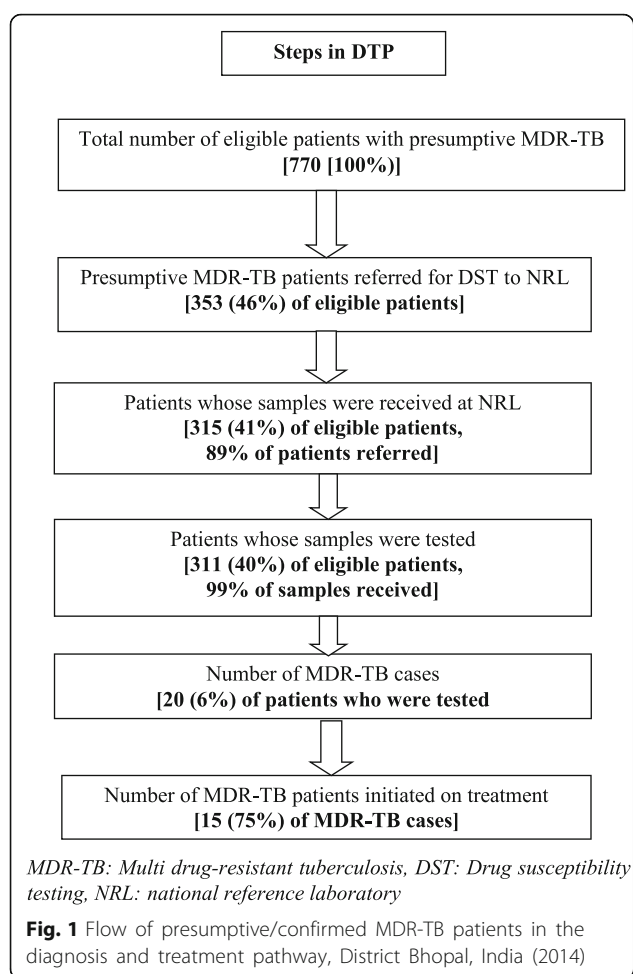 Steps in DTP
Total number of eligible patients with presumptive MDR-TB
[770 [100%)]
Presumptive MDR-TB patients referred for DST to NRL
[353 (46%) of eligible patients]
Patients whose samples were received at NRL
[315 (41%) of eligible patients,
89% of patients referred]
Patients whose samples were tested
[311 (40%) of eligible patients,
99% of samples received]
Number of MDR-TB cases
[20 (6%) of patients who were tested
Number of MDR-TB patients initiated on treatment
[15 (75%) of MDR-TB cases]
MDR-TB: Multi drug-resistant tuberculosis, DST: Drug susceptibility
testing, NRL: national reference laboratory
Fig. 1 Flow of presumptive/confirmed MDR-TB patients in the
diagnosis and treatment pathway, District Bhopal, India (2014)